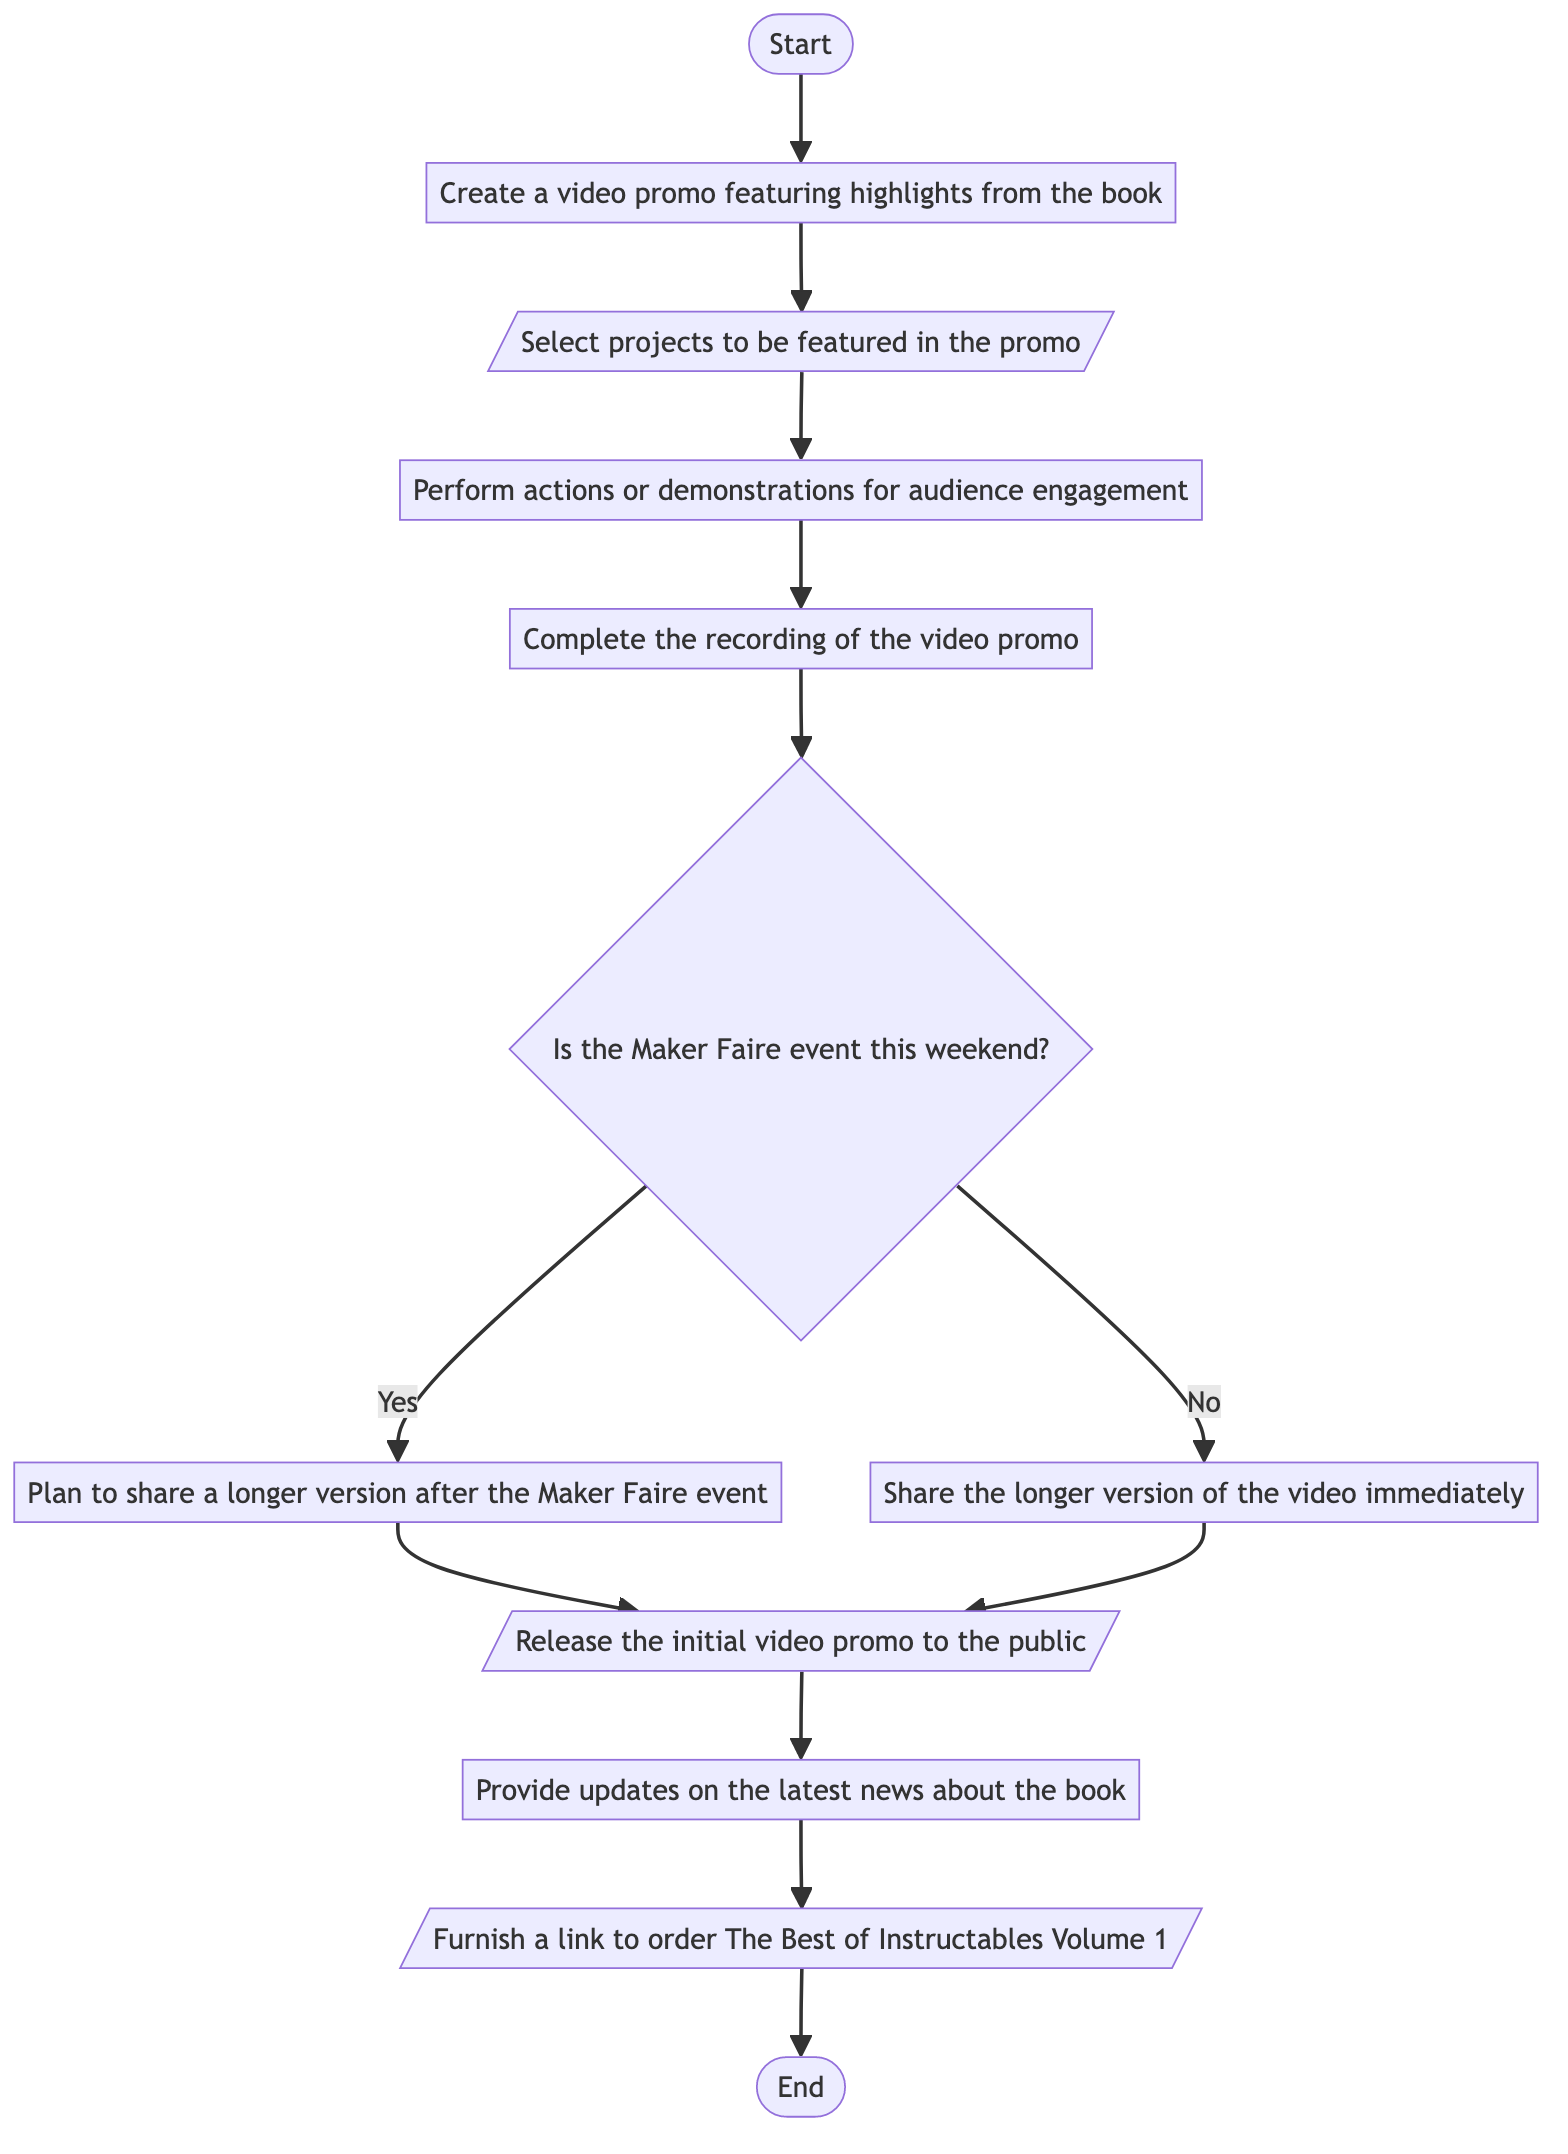 Start
Create a video promo featuring highlights from the book
Select projects to be featured in the promo
Perform actions or demonstrations for audience engagement
Complete the recording of the video promo
Is the Maker Faire event this weekend?
Yes
No
Plan to share a longer version after the Maker Faire event
Share the longer version of the video immediately
Release the initial video promo to the public
Provide updates on the latest news about the book
Furnish a link to order The Best of Instructables Volume 1
End